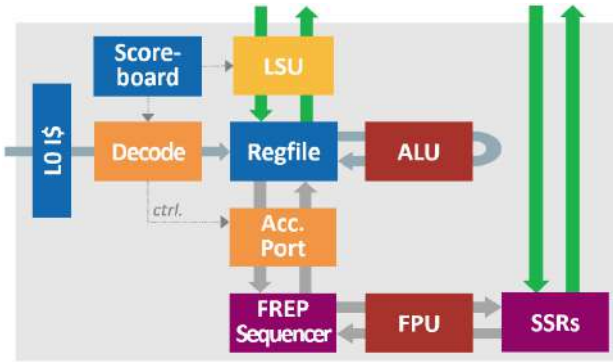 Score-
board
LSU
L0 I$
Decode
Regfile
ALU
ctrl.
Acc.
Port
FREP
Sequencer
FPU
SSRs